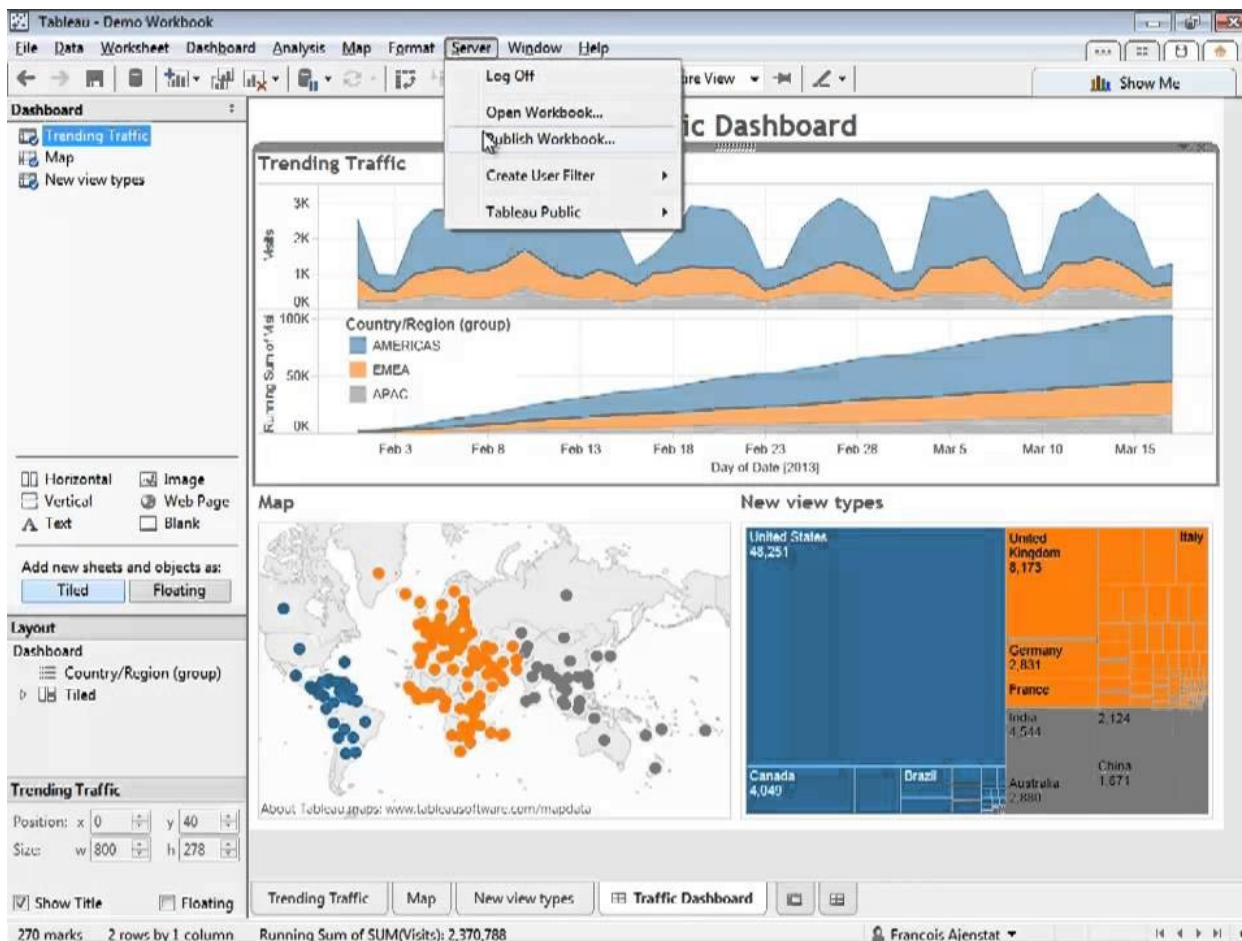 Tableau - Demo Workbook
File Data Worksheet Dashboard Analysis Map Format Server Window Help
Show Me
Log Off
Open Workbook...
Publish Workbook...
Create User Filter
Tableau Public
Dashboard
Trending Traffic
Map
New view types
Horizontal Image
Vertical Web Page
Text Blank
Add new sheets and objects as:
Tiled Floating
Layout
Dashboard
Country/Region (group)
Tiled
Trending Traffic
Position: x 0 y 40
Size: w 800 h 278
Show Title Floating
Dashboard
Trending Traffic
Visits
3K
2K
1K
0K
Running Sum of Visi
100K
50K
0K
Country/Region (group)
AMERICAS
EMEA
APAC
Feb 3 Feb 8 Feb 13 Feb 18 Feb 23 Feb 28 Mar 5 Mar 10 Mar 15
Day of Date [2013]
Map
About Tableau maps: www.tableausoftware.com/mapdata
New view types
United States
48,251
United Kingdom
8,173
Italy
Germany
2,831
France
India
4,544
2,124
China
1,671
Australia
2,880
Canada
4,049
Brazil
Trending Traffic Map New view types Traffic Dashboard
270 marks 2 rows by 1 column Running Sum of SUM(Visits): 2,370,788 Francois Ajenstat